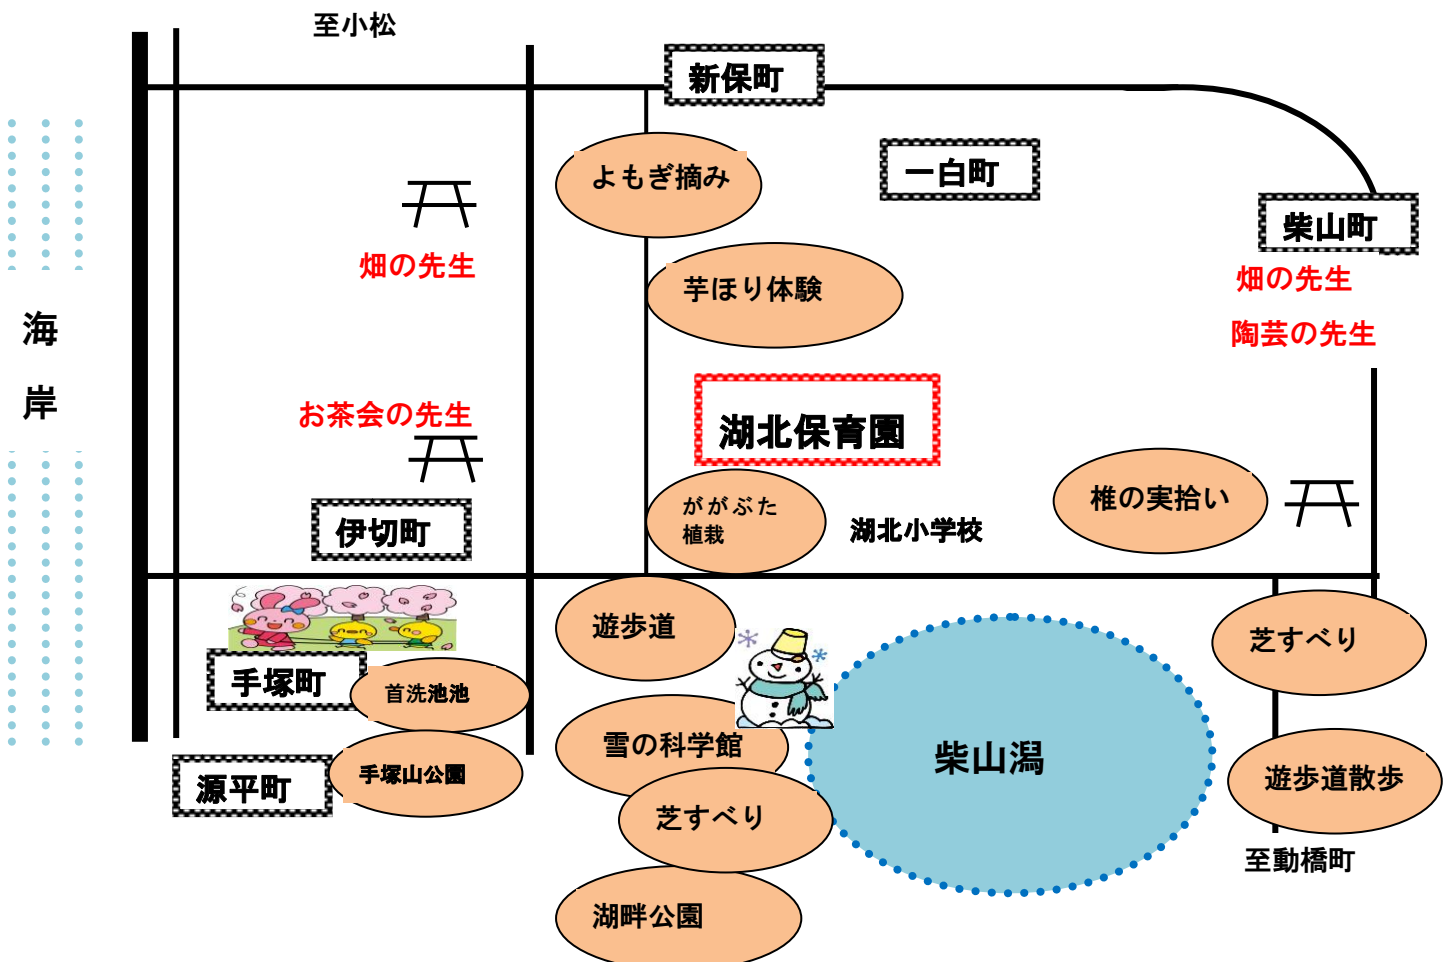 至小松
新保町
一白町
よもぎ摘み
柴山町
畑の先生
畑の先生
芋ほり体験
陶芸の先生
海
岸
お茶会の先生
湖北保育園
椎の実拾い
ががぶた
植栽
湖北小学校
伊切町
遊歩道
芝すべり
手塚町
首洗池池
雪の科学館
柴山潟
手塚山公園
源平町
遊歩道散歩
芝すべり
至動橋町
湖畔公園